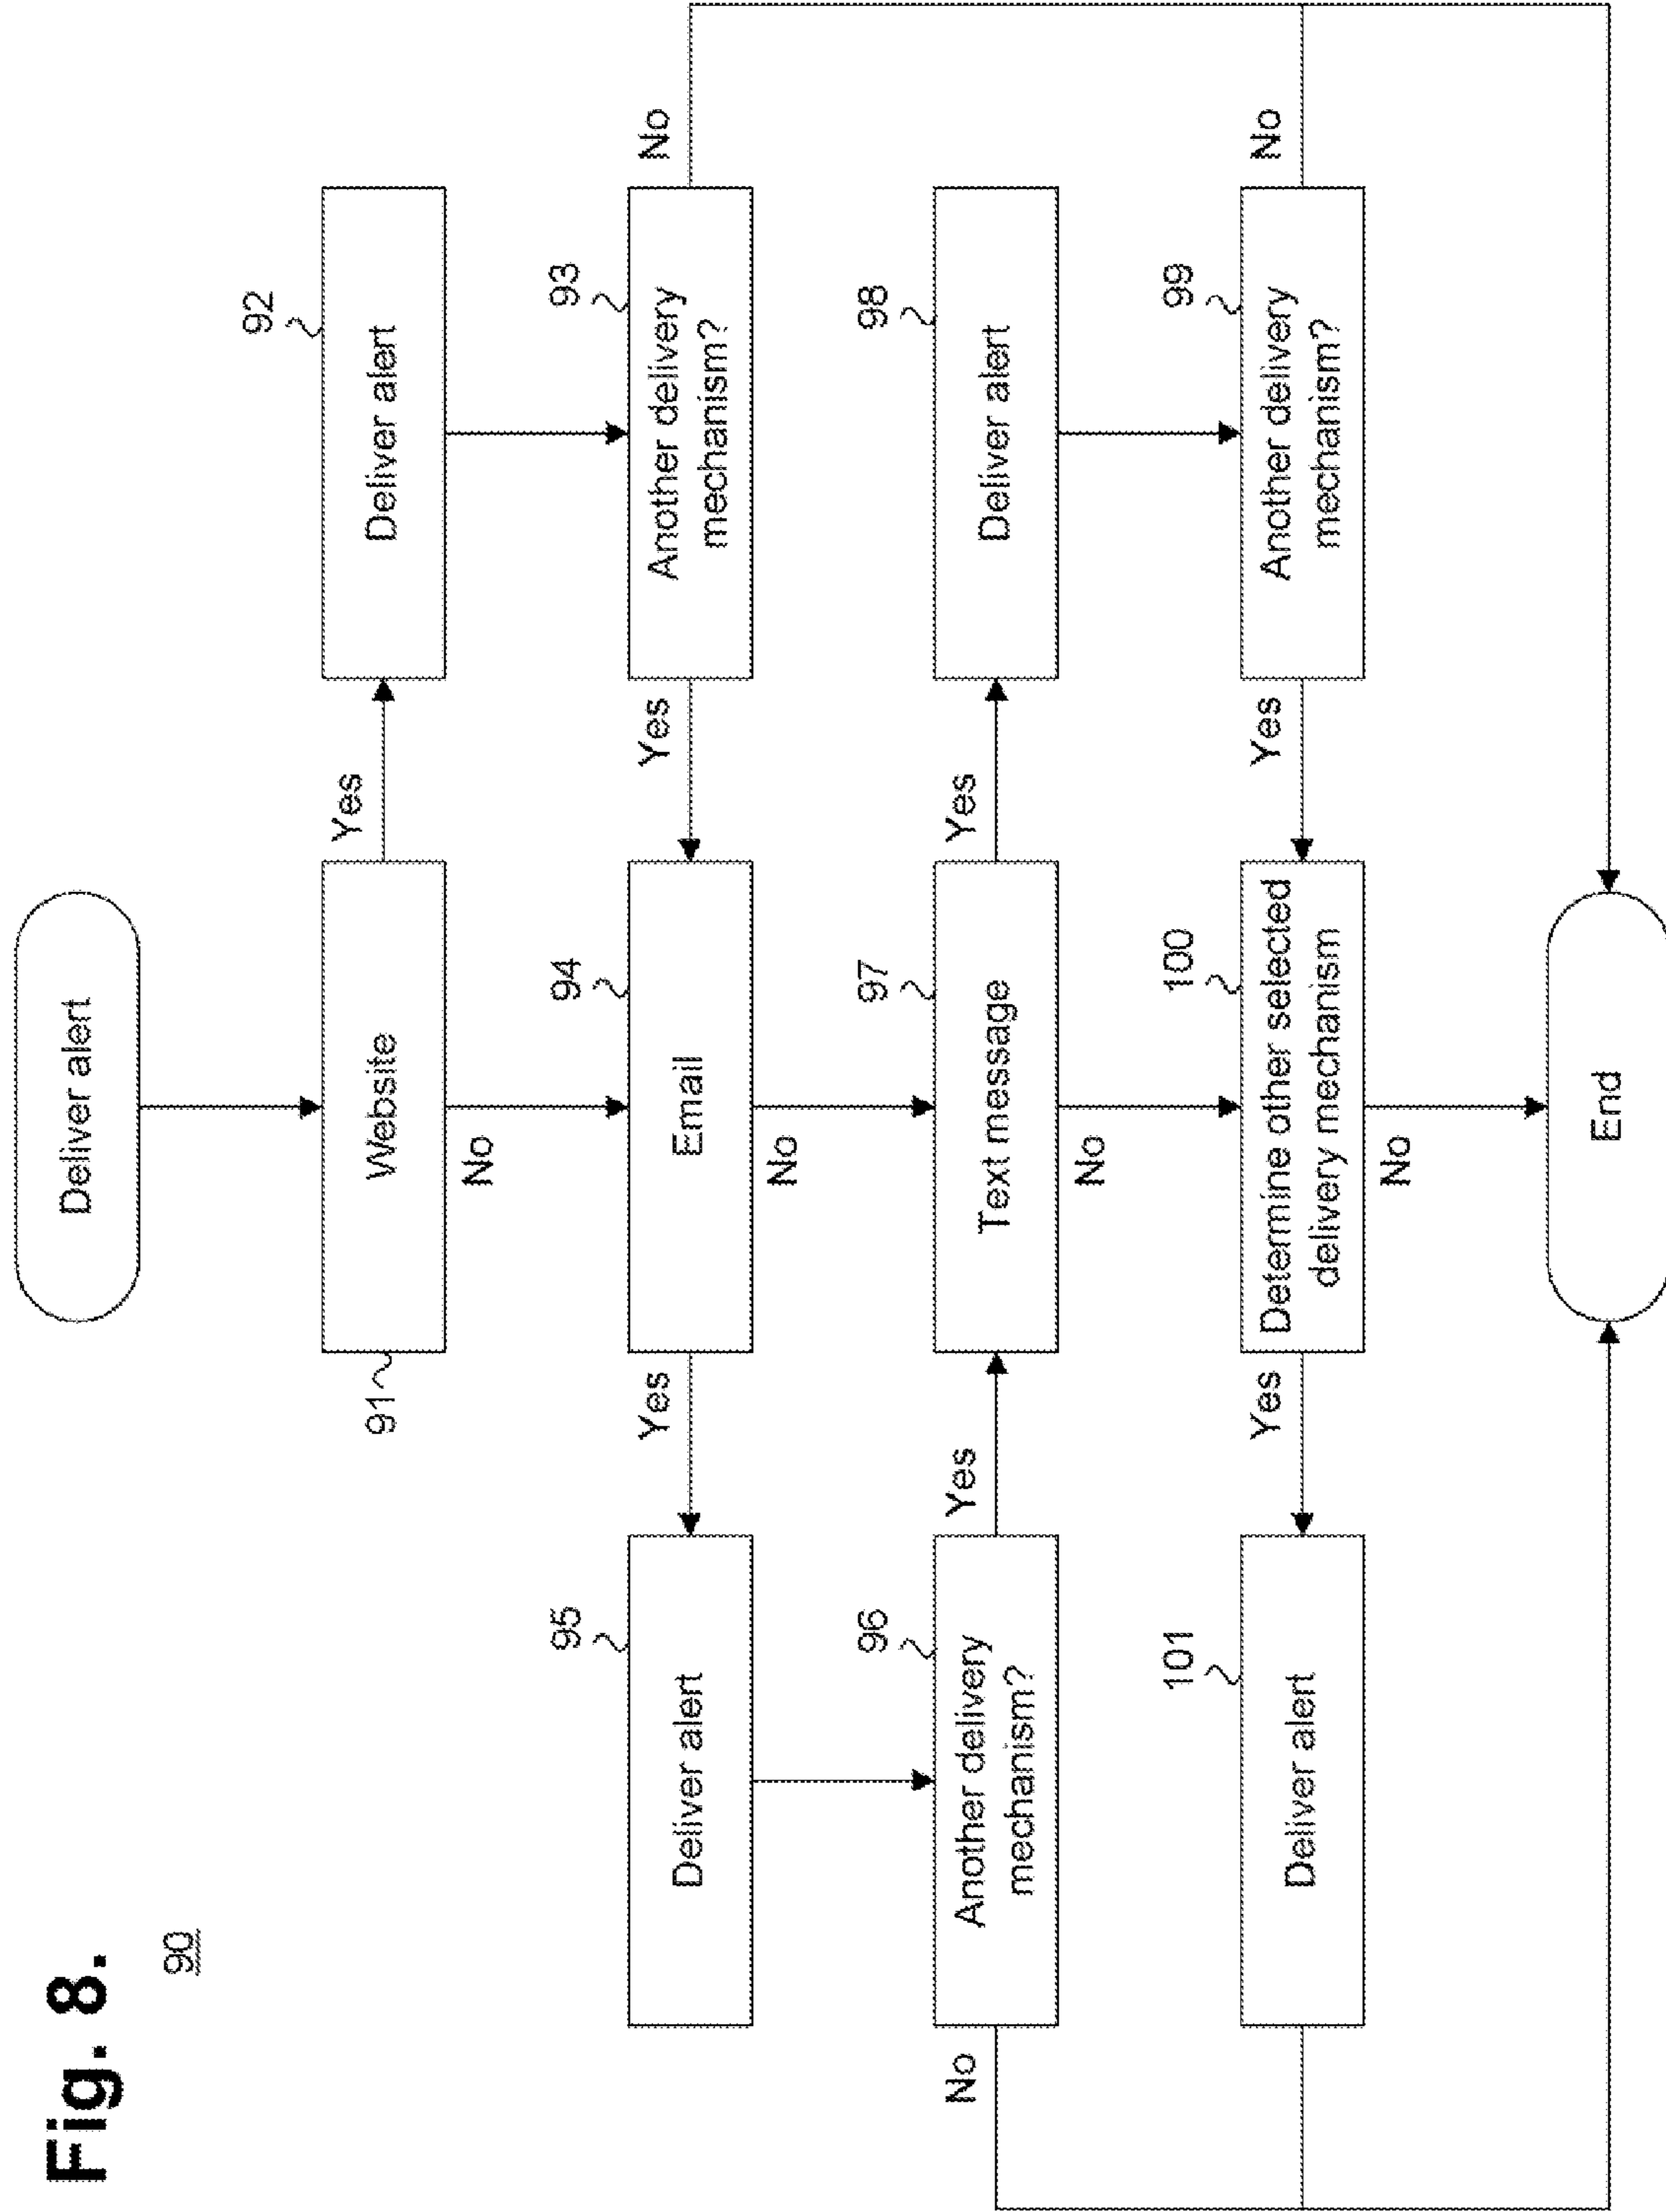 Fig. 8.
90
Deliver alert
91
Website
Yes
92
Deliver alert
No
93
Another delivery
mechanism?
No
Yes
94
Email
Yes
95
Deliver alert
No
96
Another delivery
mechanism?
No
Yes
97
Text message
Yes
98
Deliver alert
No
99
Another delivery
mechanism?
No
Yes
100
Determine other selected
delivery mechanism
Yes
101
Deliver alert
No
End